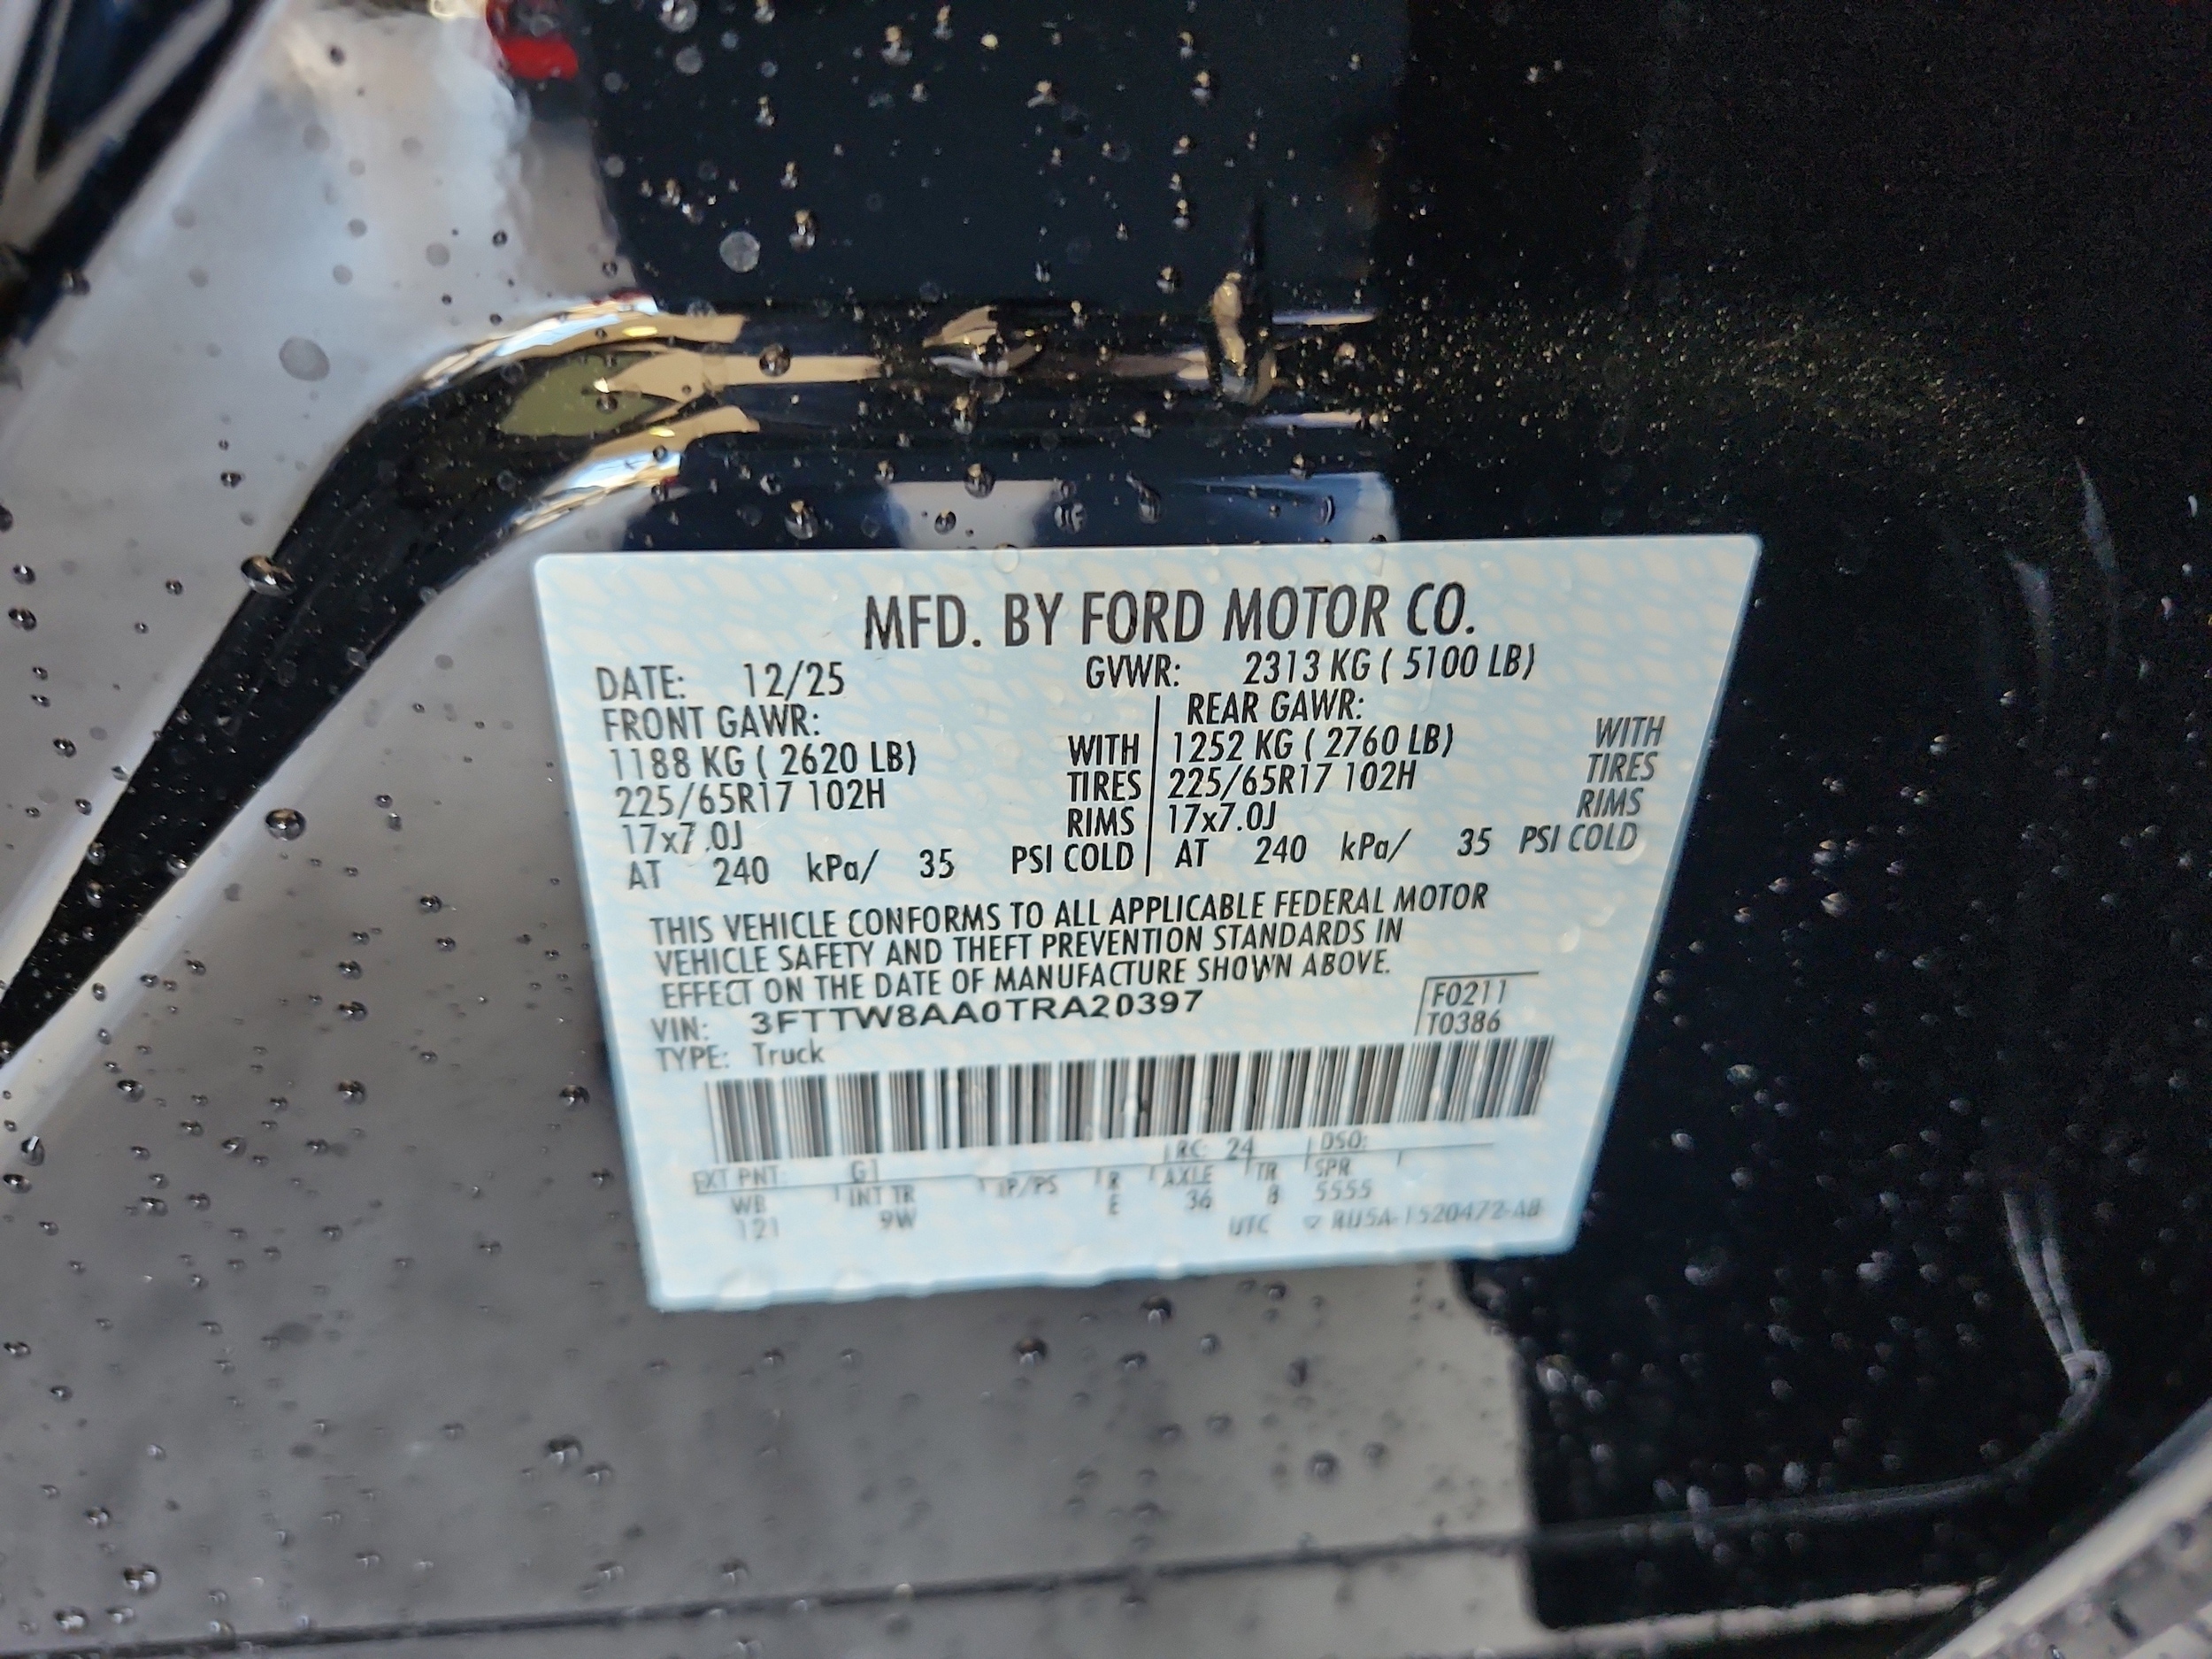 MFD. BY FORD MOTOR CO.
DATE: 12/25 GVWR: 2313 KG ( 5100 LB)
FRONT GAWR: REAR GAWR:
1188 KG ( 2620 LB) WITH 1252 KG ( 2760 LB) WITH
225/65R17 102H TIRES 225/65R17 102H TIRES
17x7.0J RIMS 17x7.0J RIMS
AT 240 kPa/ 35 PSI COLD AT 240 kPa/ 35 PSI COLD
THIS VEHICLE CONFORMS TO ALL APPLICABLE FEDERAL MOTOR
VEHICLE SAFETY AND THEFT PREVENTION STANDARDS IN
EFFECT ON THE DATE OF MANUFACTURE SHOWN ABOVE.
VIN: 3FTTW8AA0TRA20397 F0211
TYPE: Truck T0386
EXT PNT: G1 RC: 24 DSO:
WB INT TR TP/PS R AXLE TR SPR
121 9W E 36 8 5555
UTC RU5A-1520472-AB